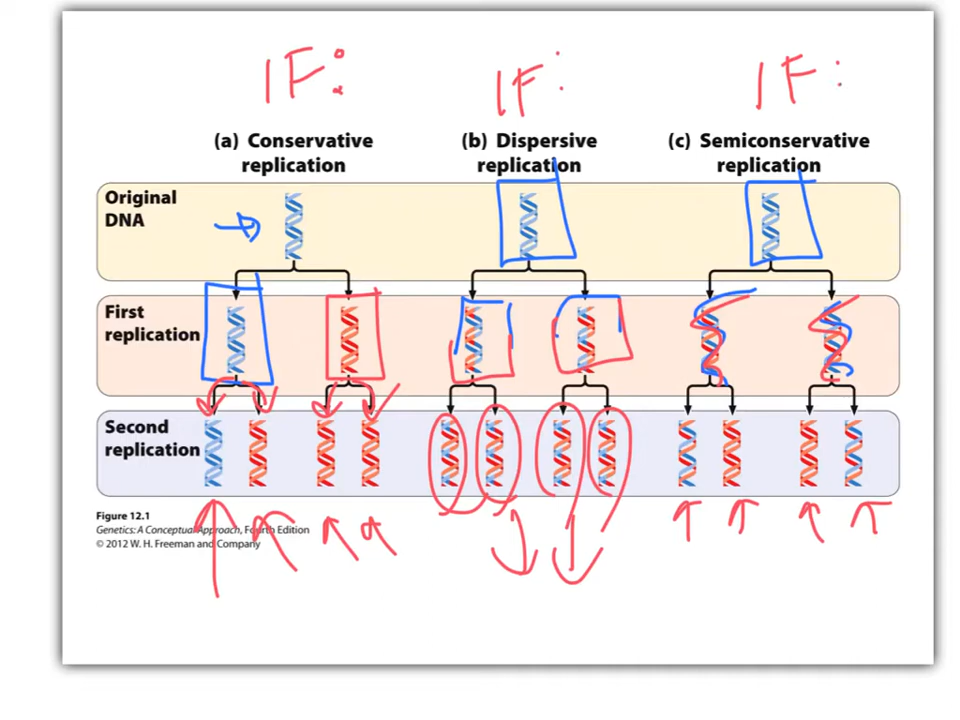 IF: IF: IF:
(a) Conservative replication
(b) Dispersive replication
(c) Semiconservative replication
Original DNA
First replication
Second replication
Figure 12.1
Genetics: A Conceptual Approach, Fourth Edition
© 2012 W. H. Freeman and Company